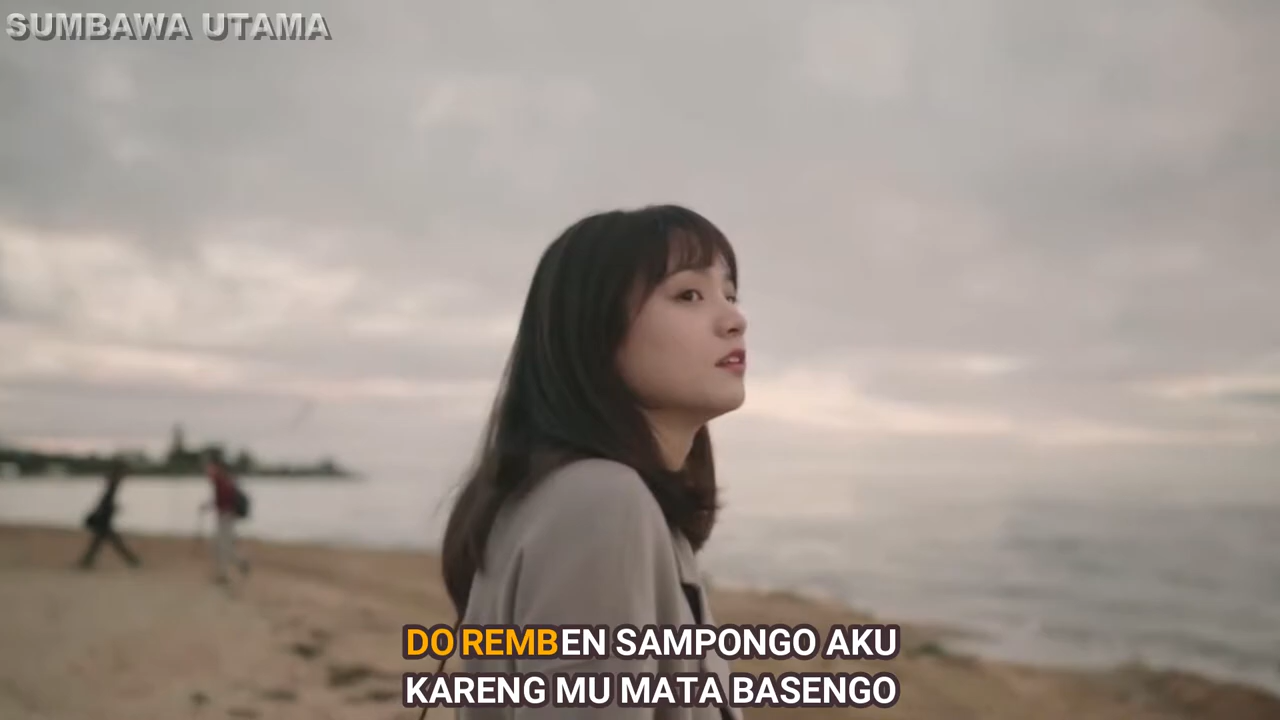 SUMBAWA UTAMA
DO REMBEN SAMPONGO AKU
KARENG MU MATA BASENGO